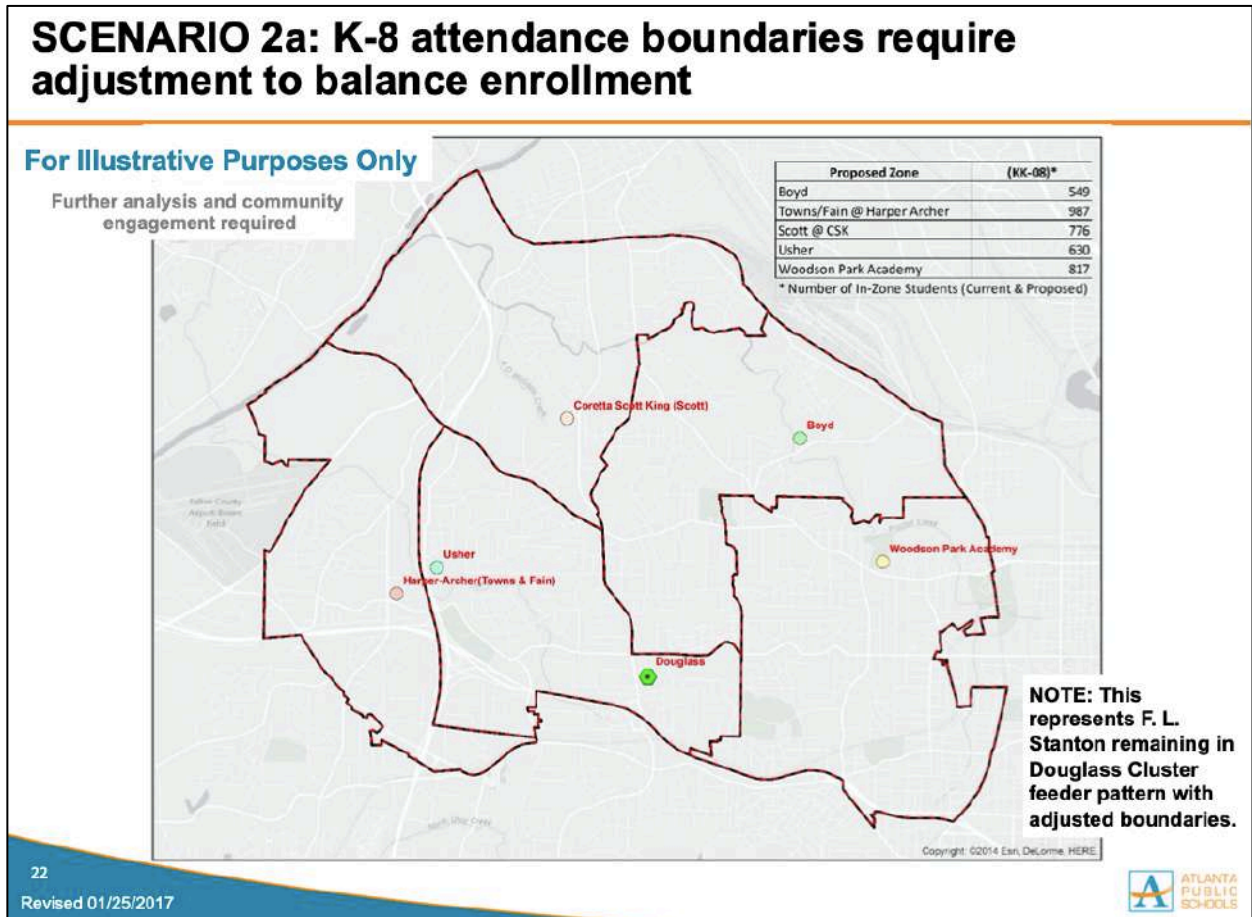 SCENARIO 2a: K-8 attendance boundaries require
adjustment to balance enrollment
For Illustrative Purposes Only
Further analysis and community
engagement required
Proposed Zone (KK-08)*
Boyd 549
Towns/Fain @ Harper Archer 987
Scott @ CSK 776
Usher 630
Woodson Park Academy 817
* Number of In-Zone Students (Current & Proposed)
Coretta Scott King (Scott)
Boyd
Woodson Park Academy
Usher
Harper-Archer(Towns & Fain)
Douglass
NOTE: This
represents F. L.
Stanton remaining in
Douglass Cluster
feeder pattern with
adjusted boundaries.
Copyright: ©2014 Esri, DeLorme, HERE
22
Revised 01/25/2017
ATLANTA
PUBLIC
SCHOOLS